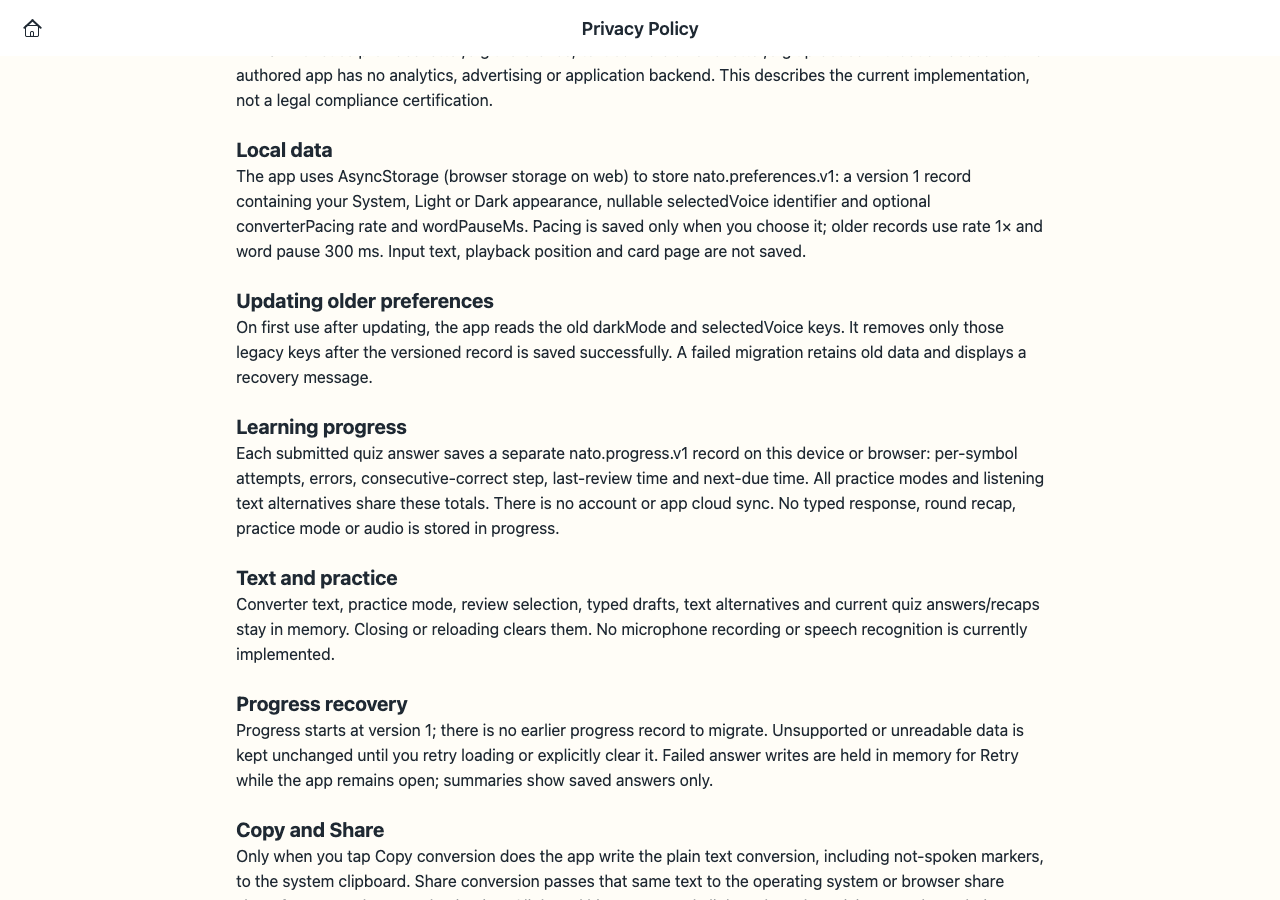 Privacy Policy
authored app has no analytics, advertising or application backend. This describes the current implementation,
not a legal compliance certification.
Local data
The app uses AsyncStorage (browser storage on web) to store nato.preferences.v1: a version 1 record
containing your System, Light or Dark appearance, nullable selectedVoice identifier and optional
converterPacing rate and wordPauseMs. Pacing is saved only when you choose it; older records use rate 1× and
word pause 300 ms. Input text, playback position and card page are not saved.
Updating older preferences
On first use after updating, the app reads the old darkMode and selectedVoice keys. It removes only those
legacy keys after the versioned record is saved successfully. A failed migration retains old data and displays a
recovery message.
Learning progress
Each submitted quiz answer saves a separate nato.progress.v1 record on this device or browser: per-symbol
attempts, errors, consecutive-correct step, last-review time and next-due time. All practice modes and listening
text alternatives share these totals. There is no account or app cloud sync. No typed response, round recap,
practice mode or audio is stored in progress.
Text and practice
Converter text, practice mode, review selection, typed drafts, text alternatives and current quiz answers/recaps
stay in memory. Closing or reloading clears them. No microphone recording or speech recognition is currently
implemented.
Progress recovery
Progress starts at version 1; there is no earlier progress record to migrate. Unsupported or unreadable data is
kept unchanged until you retry loading or explicitly clear it. Failed answer writes are held in memory for Retry
while the app remains open; summaries show saved answers only.
Copy and Share
Only when you tap Copy conversion does the app write the plain text conversion, including not-spoken markers,
to the system clipboard. Share conversion passes that same text to the operating system or browser share